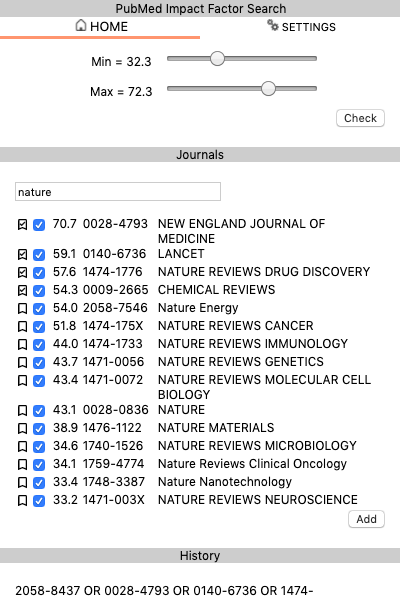 PubMed Impact Factor Search
HOME
SETTINGS
Min = 32.3
Max = 72.3
Check
Journals
nature
70.7 0028-4793 NEW ENGLAND JOURNAL OF
MEDICINE
59.1 0140-6736 LANCET
57.6 1474-1776 NATURE REVIEWS DRUG DISCOVERY
54.3 0009-2665 CHEMICAL REVIEWS
54.0 2058-7546 Nature Energy
51.8 1474-175X NATURE REVIEWS CANCER
44.0 1474-1733 NATURE REVIEWS IMMUNOLOGY
43.7 1471-0056 NATURE REVIEWS GENETICS
43.4 1471-0072 NATURE REVIEWS MOLECULAR CELL
BIOLOGY
43.1 0028-0836 NATURE
38.9 1476-1122 NATURE MATERIALS
34.6 1740-1526 NATURE REVIEWS MICROBIOLOGY
34.1 1759-4774 Nature Reviews Clinical Oncology
33.4 1748-3387 Nature Nanotechnology
33.2 1471-003X NATURE REVIEWS NEUROSCIENCE
Add
History
2058-8437 OR 0028-4793 OR 0140-6736 OR 1474-